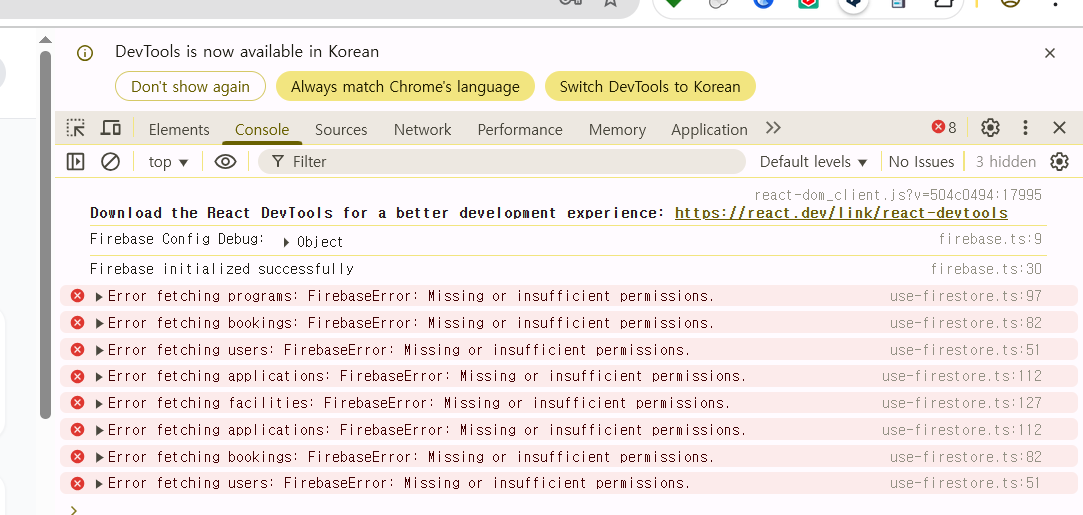 DevTools is now available in Korean
Don't show again Always match Chrome's language Switch DevTools to Korean
Elements Console Sources Network Performance Memory Application 8
top Filter Default levels No Issues 3 hidden
react-dom_client.js?v=504c0494:17995
Download the React DevTools for a better development experience: https://react.dev/link/react-devtools
Firebase Config Debug: Object firebase.ts:9
Firebase initialized successfully firebase.ts:30
Error fetching programs: FirebaseError: Missing or insufficient permissions. use-firestore.ts:97
Error fetching bookings: FirebaseError: Missing or insufficient permissions. use-firestore.ts:82
Error fetching users: FirebaseError: Missing or insufficient permissions. use-firestore.ts:51
Error fetching applications: FirebaseError: Missing or insufficient permissions. use-firestore.ts:112
Error fetching facilities: FirebaseError: Missing or insufficient permissions. use-firestore.ts:127
Error fetching applications: FirebaseError: Missing or insufficient permissions. use-firestore.ts:112
Error fetching bookings: FirebaseError: Missing or insufficient permissions. use-firestore.ts:82
Error fetching users: FirebaseError: Missing or insufficient permissions. use-firestore.ts:51